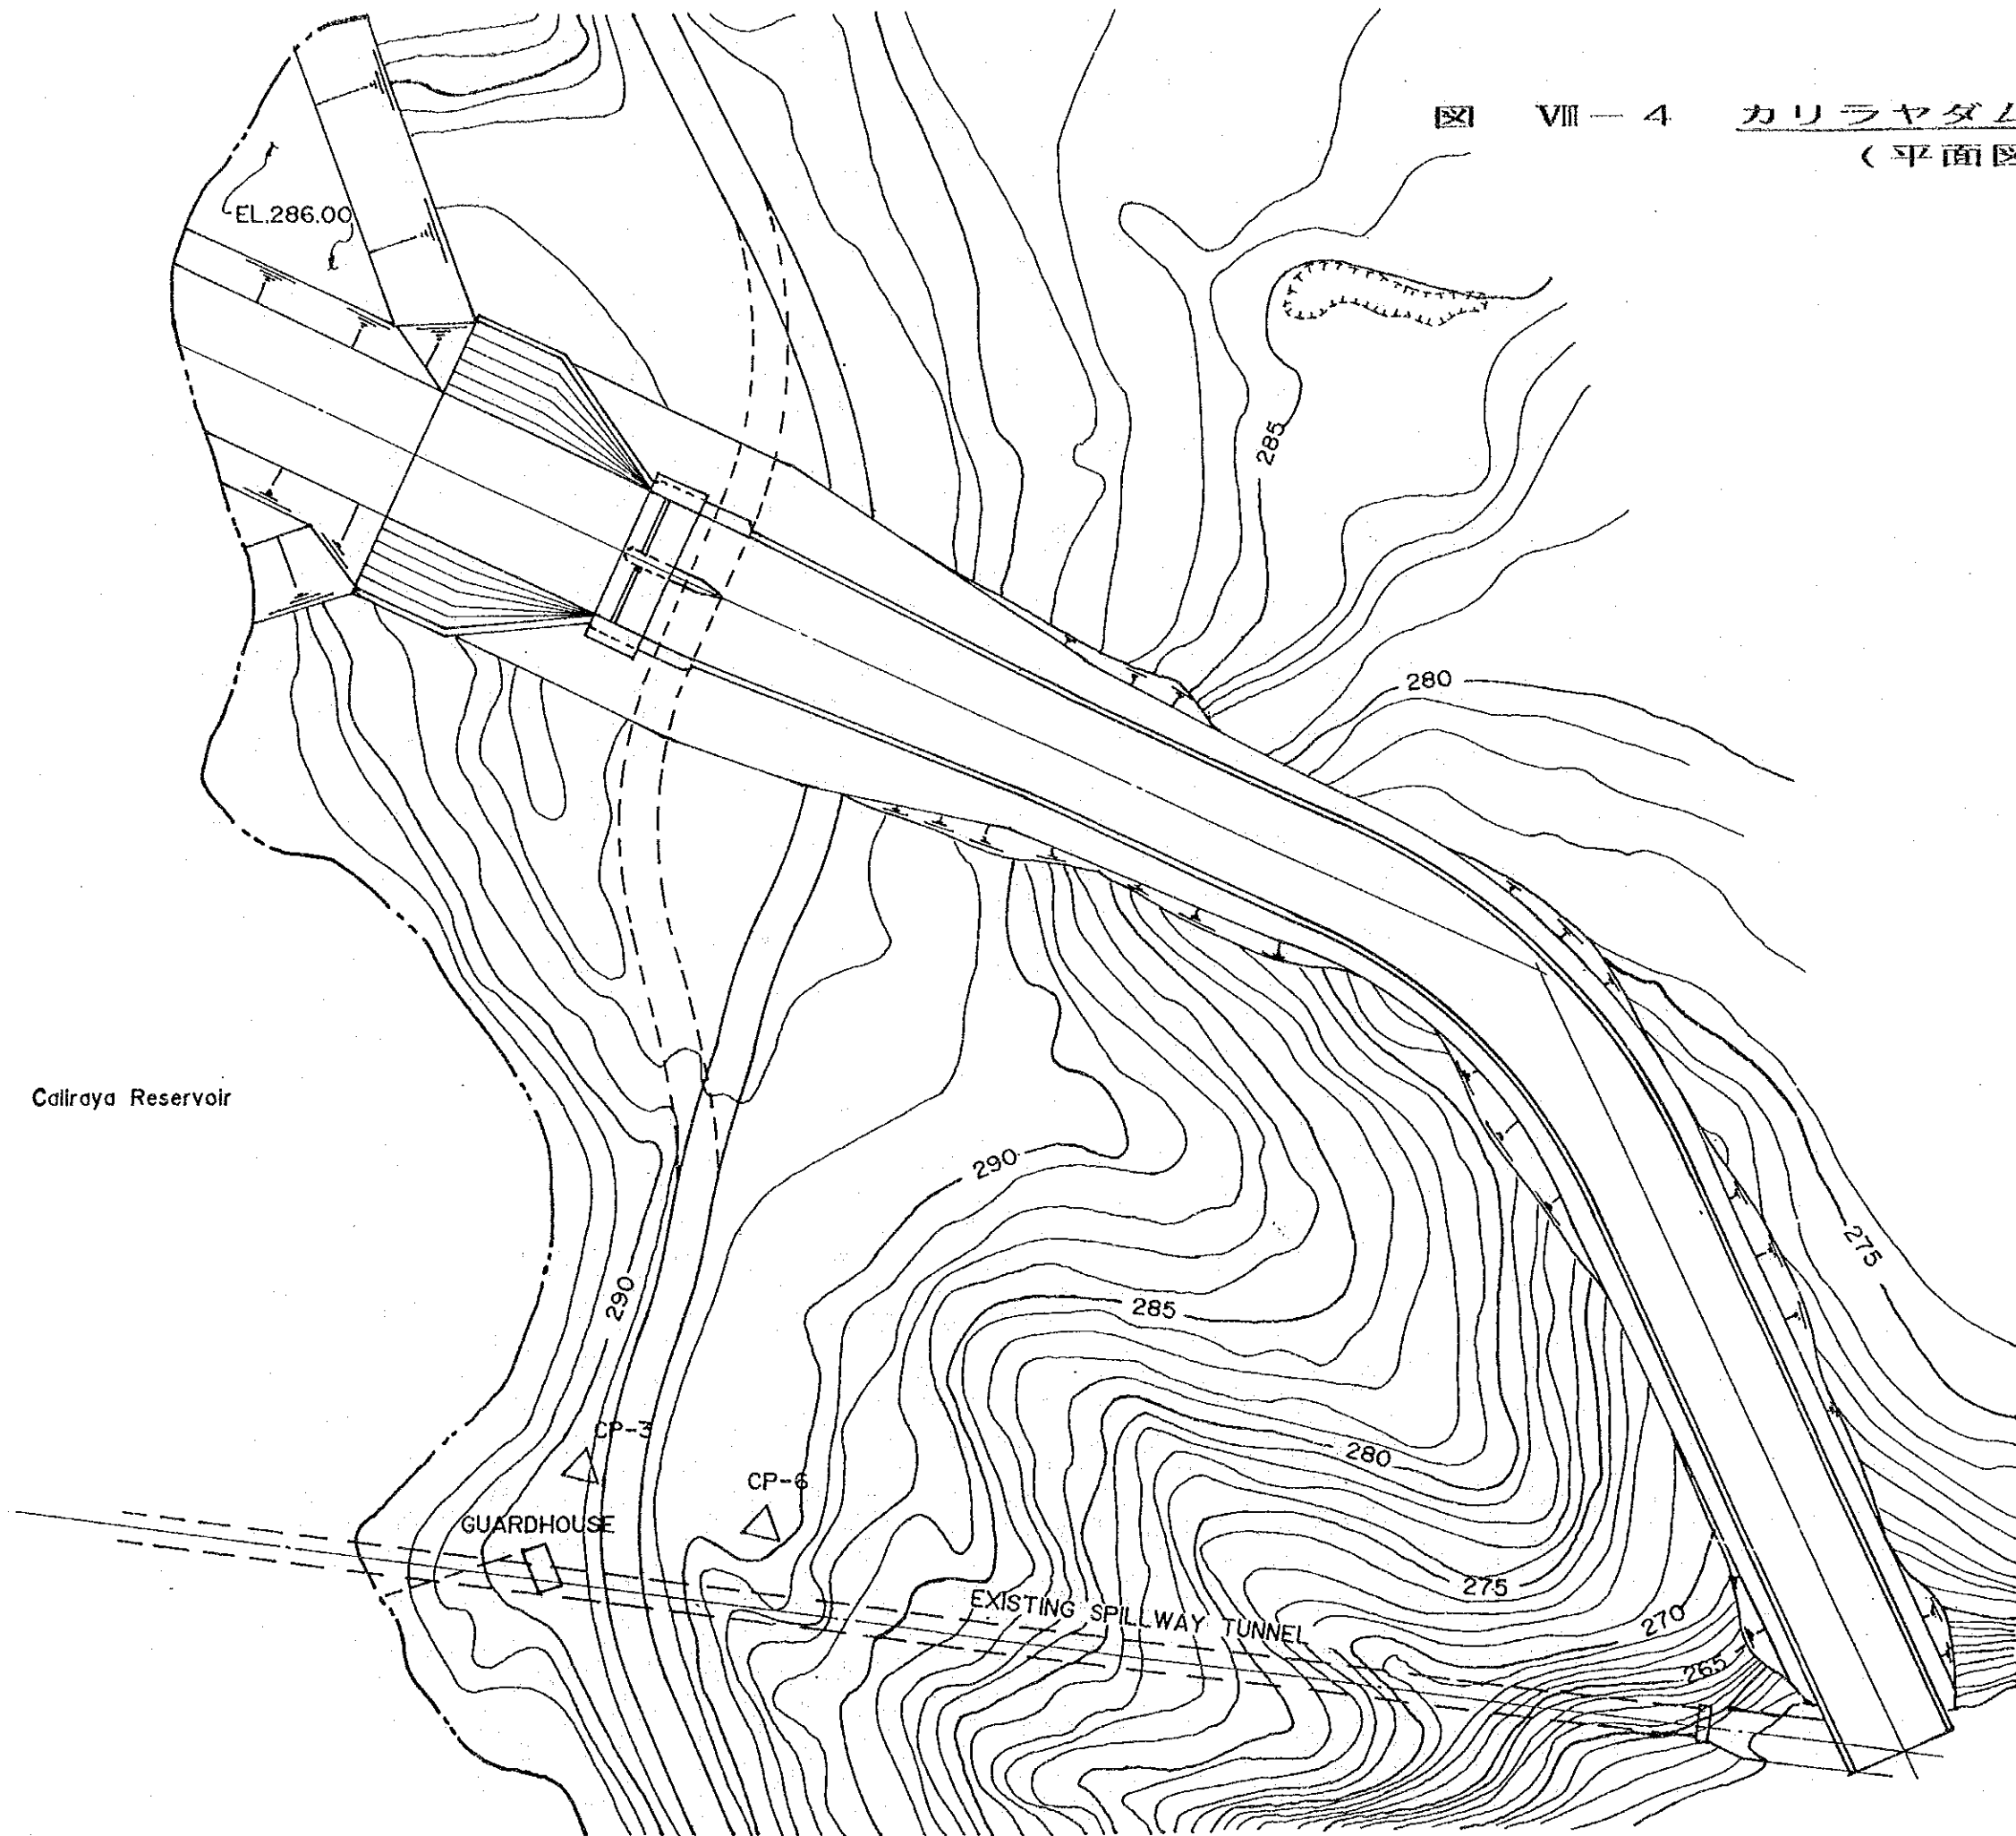 図 Ⅷ－4 カリラヤダム
（平面図
EL.286.00
285
280
Caliraya Reservoir
290
275
290
285
CP-3
280
CP-6
GUARDHOUSE
275
EXISTING SPILLWAY TUNNEL
270
265